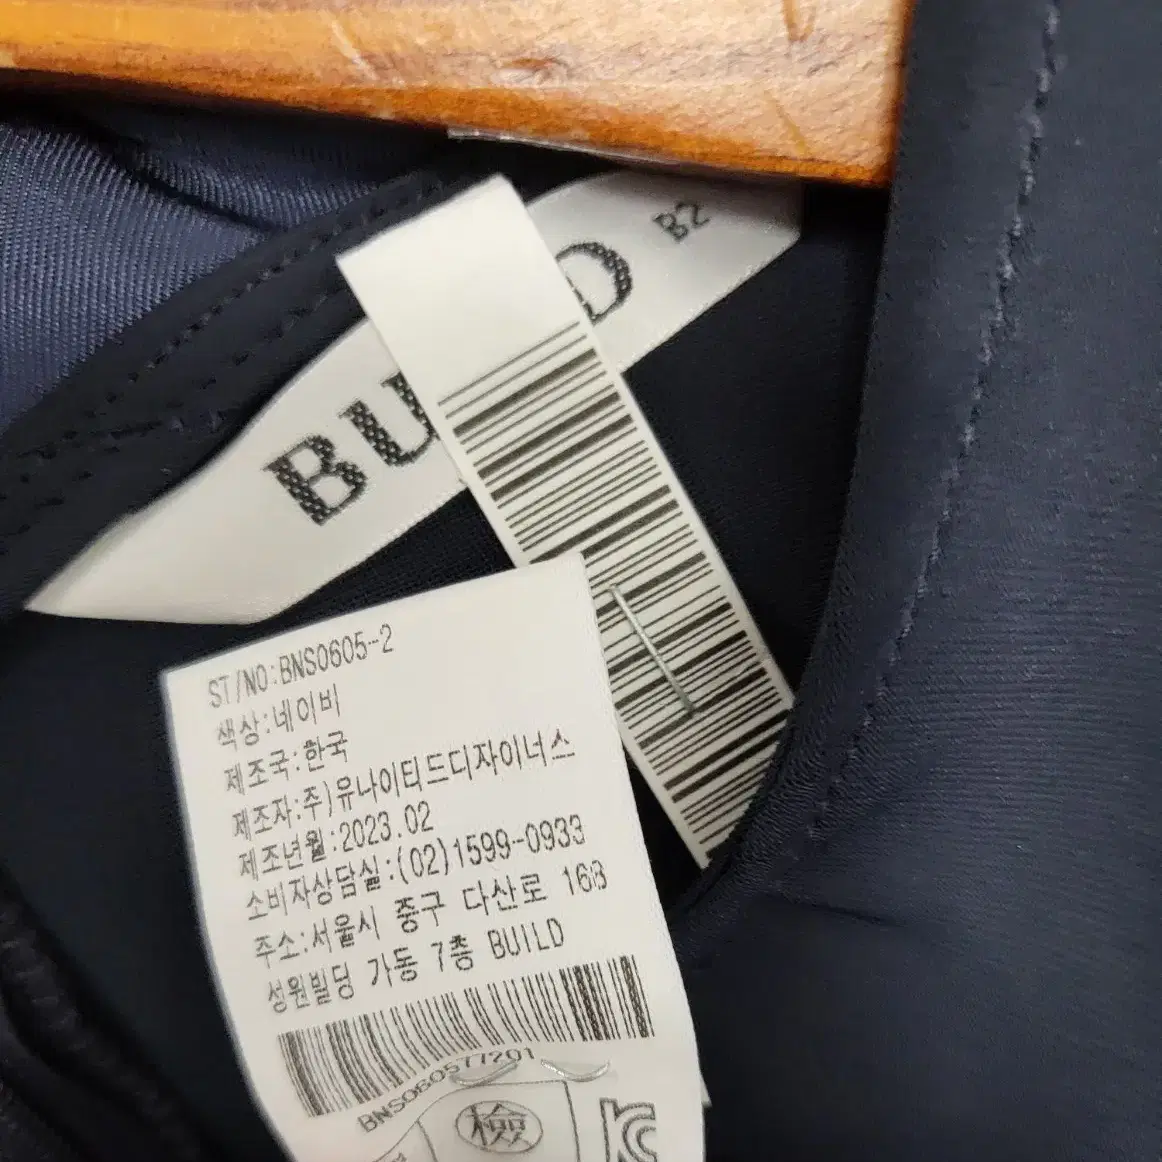 B2
BU D
ST/NO:BNS0605-2
색상:네이비
제조국:한국
제조자:주)유나이티드디자이너스
제조년월:2023.02
소비자상담실:(02)1599-0933
주소:서울시 중구 다산로 163
성원빌딩 가동 7층 BUILD
BNS060577201
檢